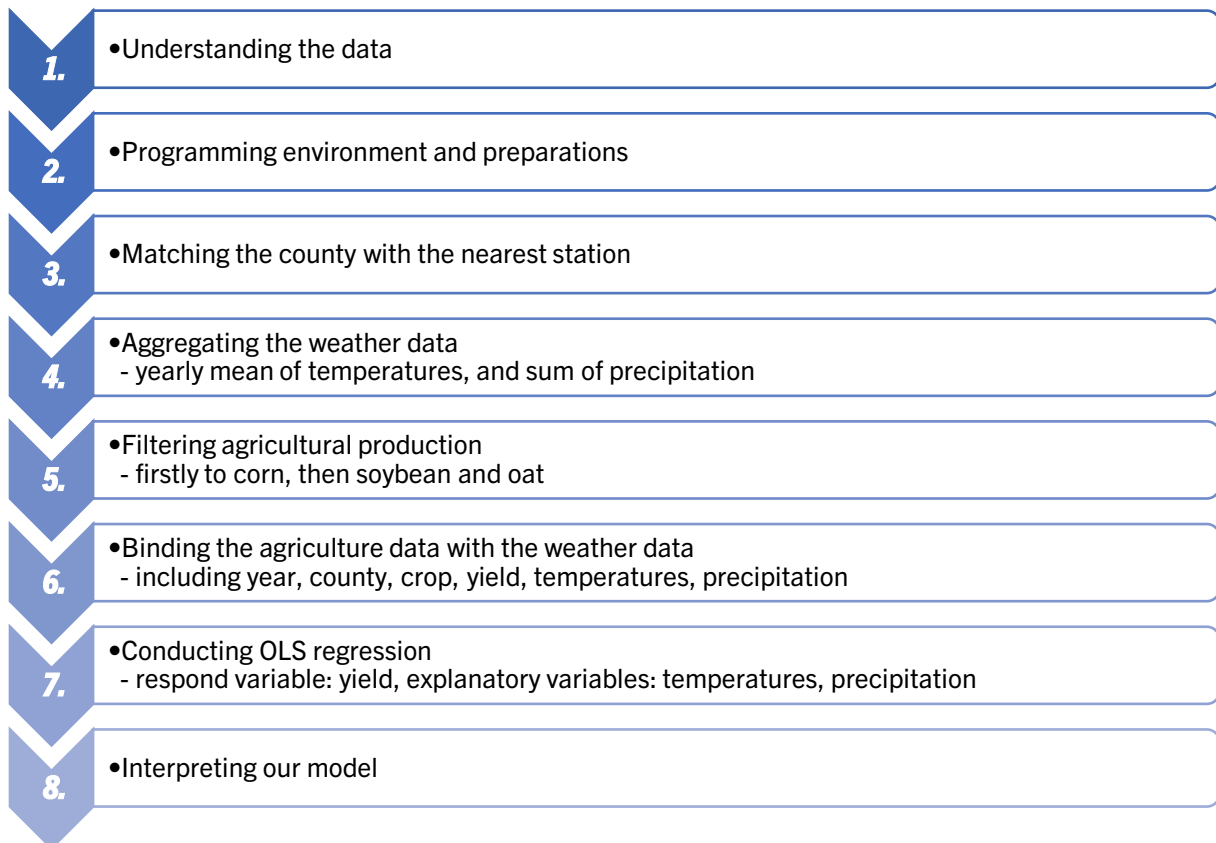 1.
•Understanding the data
2.
•Programming environment and preparations
3.
•Matching the county with the nearest station
4.
•Aggregating the weather data
- yearly mean of temperatures, and sum of precipitation
5.
•Filtering agricultural production
- firstly to corn, then soybean and oat
6.
•Binding the agriculture data with the weather data
- including year, county, crop, yield, temperatures, precipitation
7.
•Conducting OLS regression
- respond variable: yield, explanatory variables: temperatures, precipitation
8.
•Interpreting our model